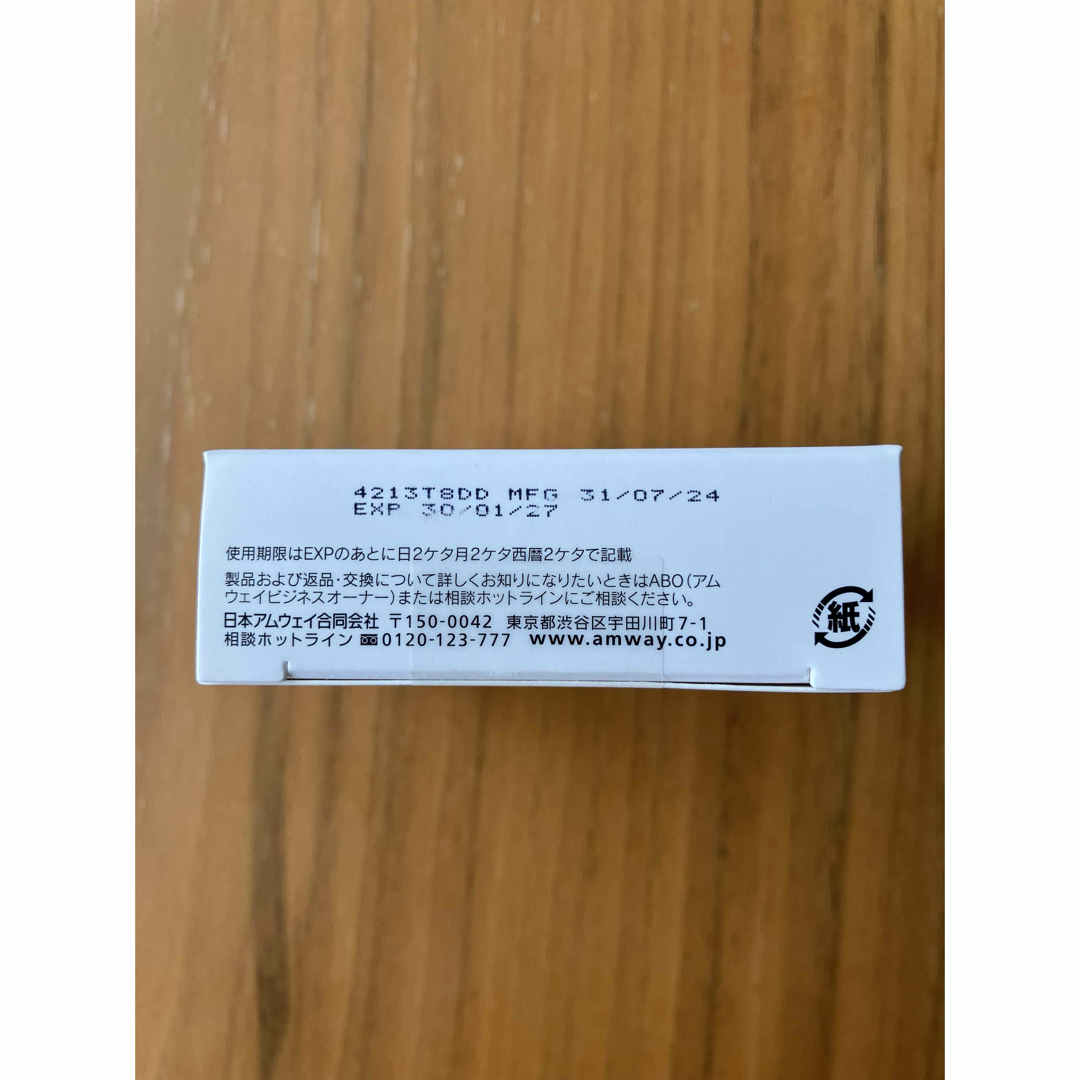 4213T8DD MFG 31/07/24
EXP 30/01/27
使用期限はEXPのあとに日2ケタ月2ケタ西暦2ケタで記載
製品および返品・交換について詳しくお知りになりたいときはABO（アム
ウェイビジネスオーナー）または相談ホットラインにご相談ください。
日本アムウェイ合同会社 〒150-0042 東京都渋谷区宇田川町7-1
相談ホットライン 0120-123-777 www.amway.co.jp
紙